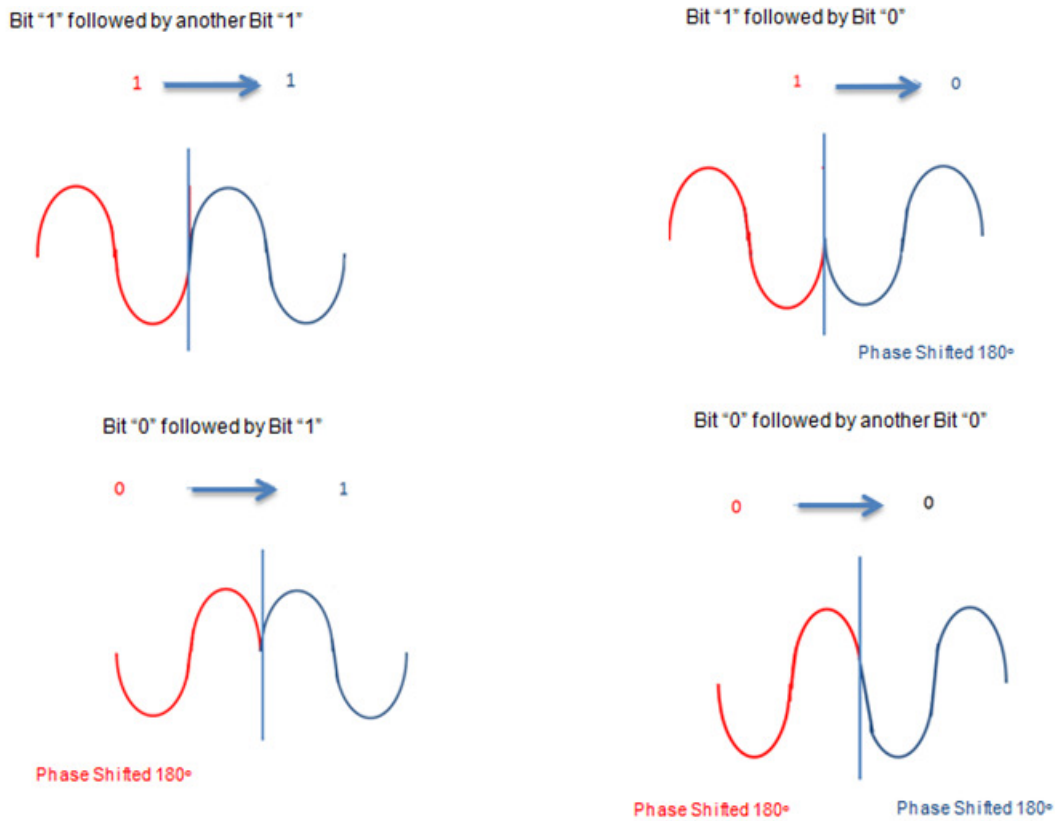 Bit “1” followed by another Bit “1”
1 1
Phase Shifted 180°
Bit “1” followed by Bit “0”
1 0
Bit “0” followed by Bit “1”
0 1
Phase Shifted 180°
Bit “0” followed by another Bit “0”
0 0
Phase Shifted 180° Phase Shifted 180°